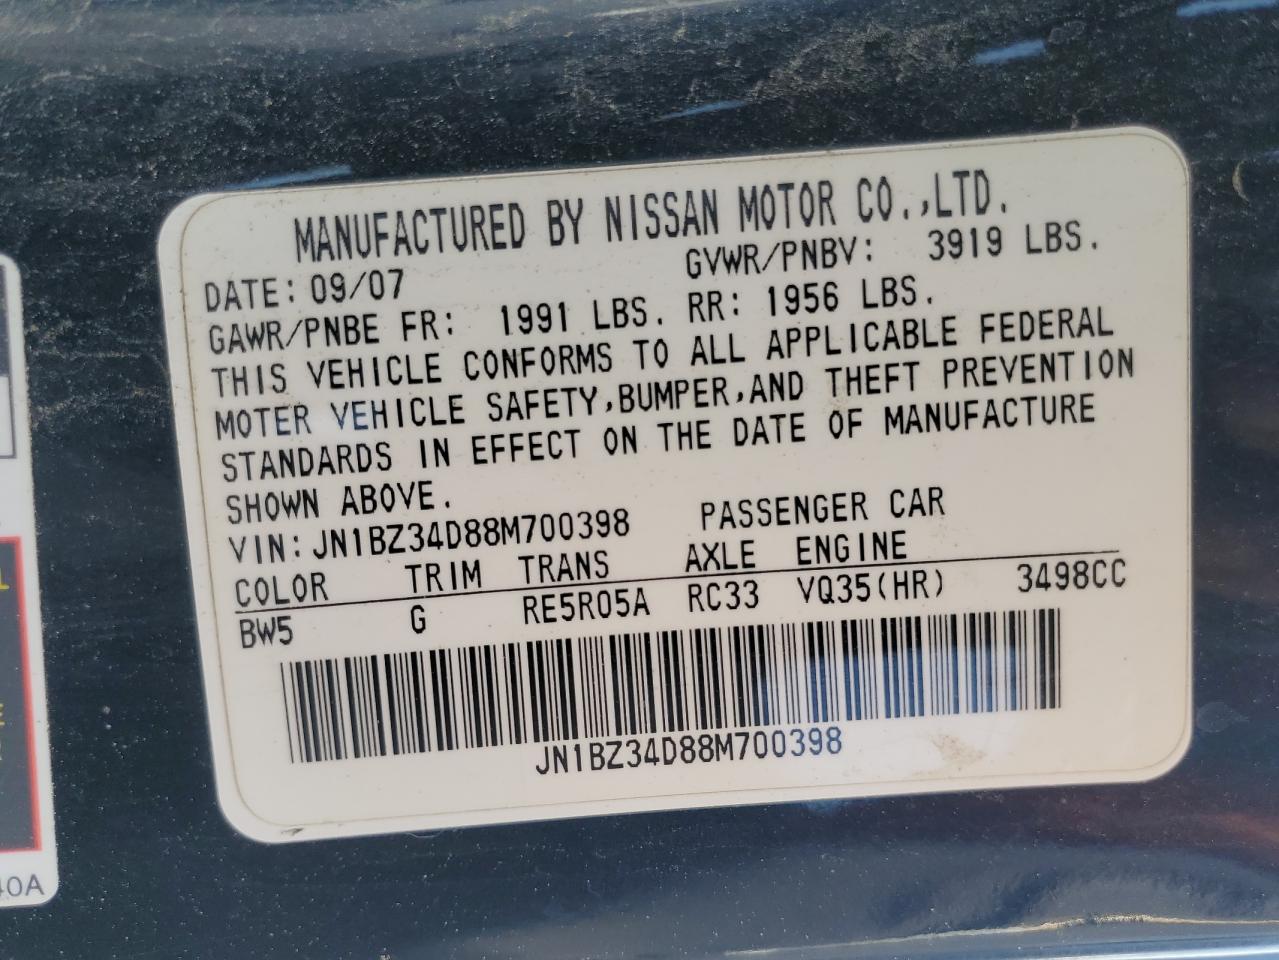 MANUFACTURED BY NISSAN MOTOR CO.,LTD.
DATE: 09/07 GVWR/PNBV: 3919 LBS.
GAWR/PNBE FR: 1991 LBS. RR: 1956 LBS.
THIS VEHICLE CONFORMS TO ALL APPLICABLE FEDERAL
MOTER VEHICLE SAFETY,BUMPER,AND THEFT PREVENTION
STANDARDS IN EFFECT ON THE DATE OF MANUFACTURE
SHOWN ABOVE.
VIN: JN1BZ34D88M700398 PASSENGER CAR
COLOR TRIM TRANS AXLE ENGINE
BW5 G RE5R05A RC33 VQ35(HR) 3498CC
JN1BZ34D88M700398